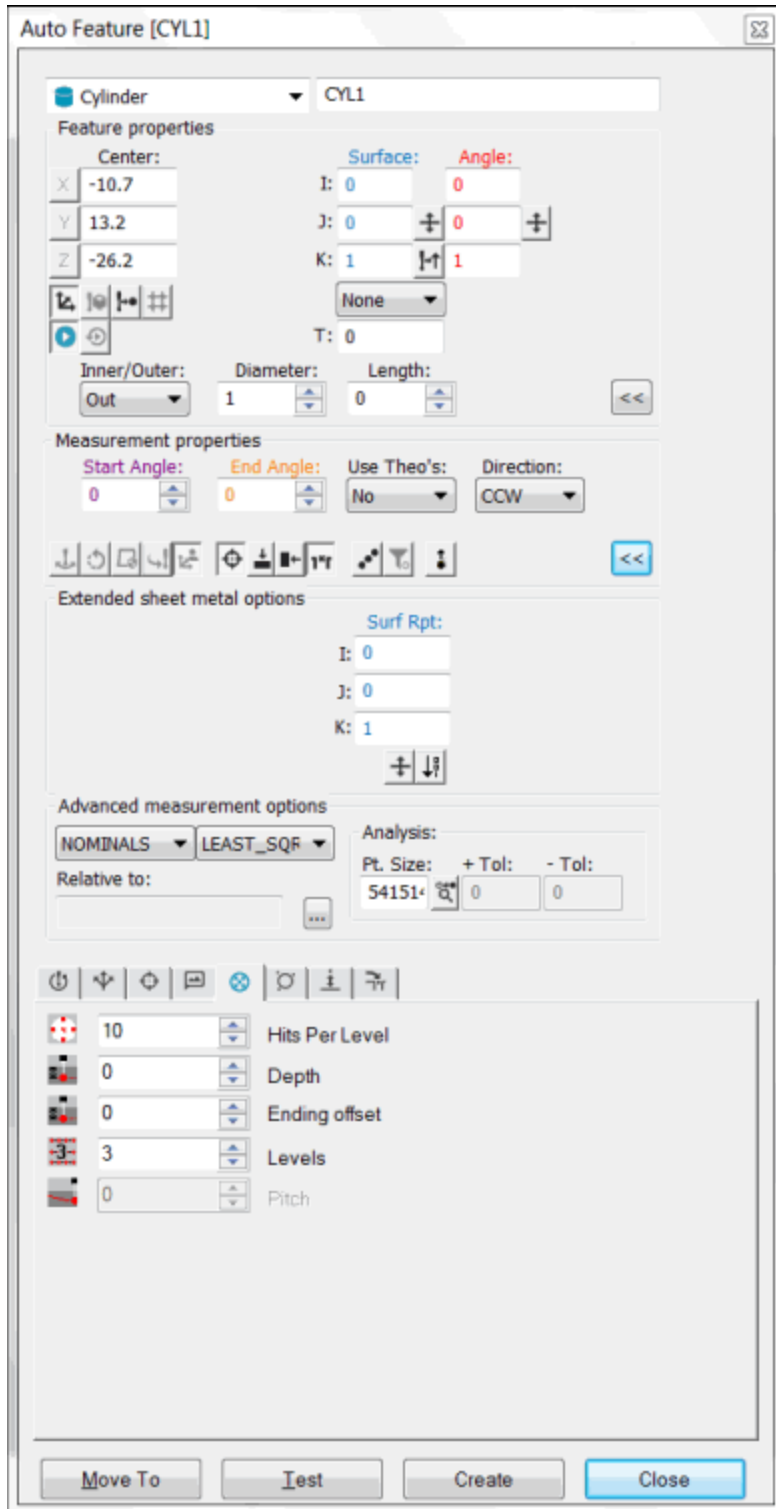 Auto Feature [CYL1]
Cylinder CYL1
Feature properties
Center: Surface: Angle:
X -10.7 I: 0 0
Y 13.2 J: 0 0
Z -26.2 K: 1 1
None
T: 0
Inner/Outer: Diameter: Length:
Out 1 0 <<
Measurement properties
Start Angle: End Angle: Use Theo's: Direction:
0 0 No CCW
<<
Extended sheet metal options
Surf Rpt:
I: 0
J: 0
K: 1
Advanced measurement options
NOMINALS LEAST_SQR
Analysis:
Pt. Size: + Tol: - Tol:
Relative to:
54151 0 0
...
10 Hits Per Level
0 Depth
0 Ending offset
3 Levels
0 Pitch
Move To Test Create Close